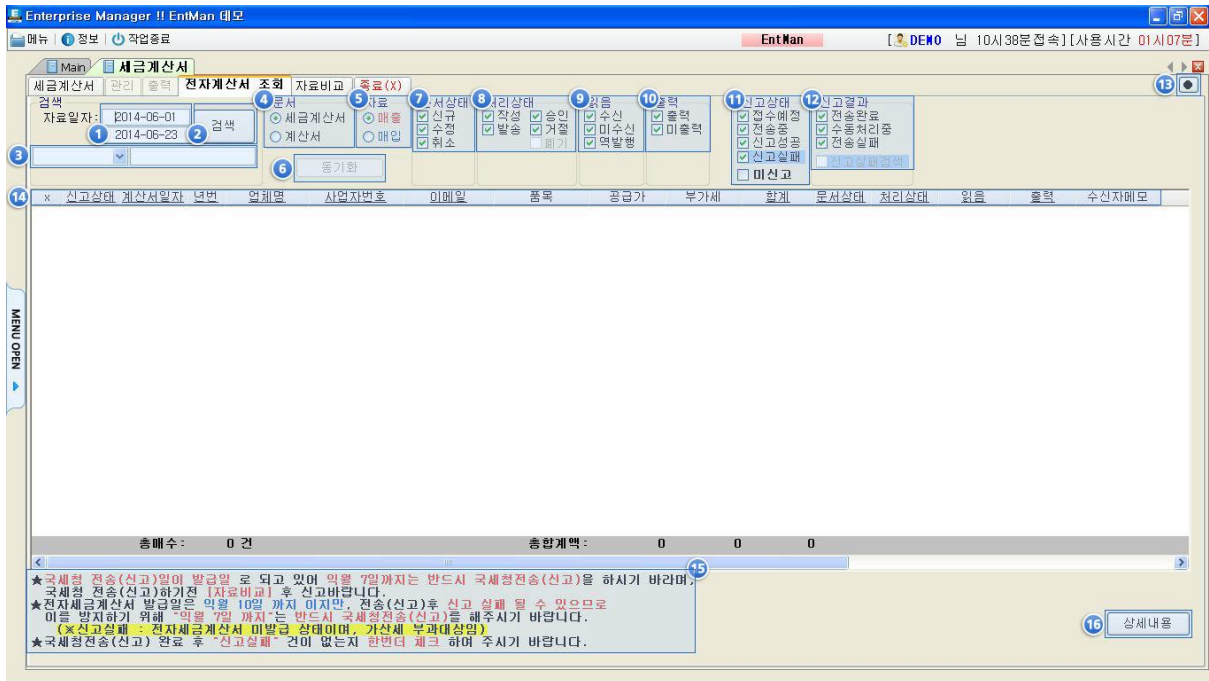 Enterprise Manager !! EntMan 데모
메뉴 정보 작업종료 EntMan [DEMO 님 10시38분접속][사용시간 01시07분]
Main 세금계산서
세금계산서 관리 출력 전자계산서 조회 자료비교 종료(X) 13
검색 4 문서 5 자료 7 문서상태 8 처리상태 9 읽음 10 출력 11 신고상태 12 신고결과
자료일자: 2014-06-01 세금계산서 매출 신규 작성 승인 수신 출력 접수예정 전송완료
1 2014-06-23 2 검색 계산서 매입 수정 발송 거절 미수신 미출력 전송중 수동처리중
취소 폐기 역발행 신고성공 전송실패
3 6 동기화 신고실패 신고실패검색
미신고
14 x 신고상태 계산서일자 년번 업체명 사업자번호 이메일 품목 공급가 부가세 합계 문서상태 처리상태 읽음 출력 수신자메모
MENU OPEN
총매수: 0 건 총합계액: 0 0 0
15
★국세청 전송(신고)일이 발급일 로 되고 있어 익월 7일까지는 반드시 국세청전송(신고)을 하시기 바라며,
국세청 전송(신고)하기전 [자료비교] 후 신고바랍니다.
★전자세금계산서 발급일은 익월 10일 까지 이지만, 전송(신고)후 신고 실패 될 수 있으므로
이를 방지하기 위해 "익월 7일 까지"는 반드시 국세청전송(신고)를 해주시기 바랍니다.
(※신고실패 : 전자세금계산서 미발급 상태이며, 가산세 부과대상임)
★국세청전송(신고) 완료 후 "신고실패" 건이 없는지 한번더 체크 하여 주시기 바랍니다.
16 상세내용